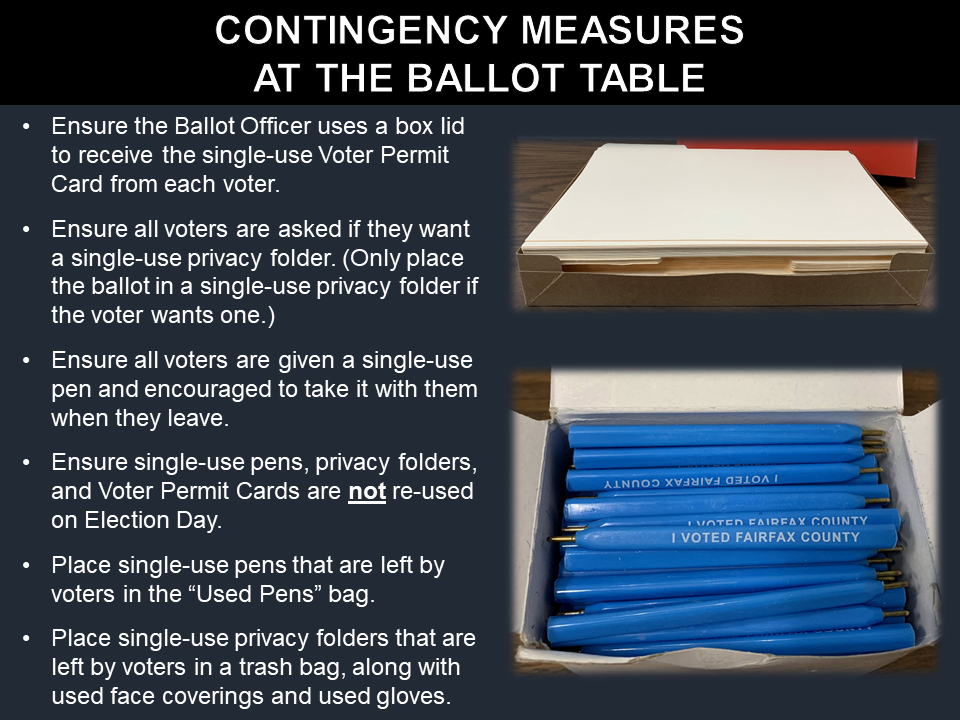 CONTINGENCY MEASURES
AT THE BALLOT TABLE
• Ensure the Ballot Officer uses a box lid
to receive the single-use Voter Permit
Card from each voter.
• Ensure all voters are asked if they want
a single-use privacy folder. (Only place
the ballot in a single-use privacy folder if
the voter wants one.)
• Ensure all voters are given a single-use
pen and encouraged to take it with them
when they leave.
• Ensure single-use pens, privacy folders,
and Voter Permit Cards are not re-used
on Election Day.
• Place single-use pens that are left by
voters in the “Used Pens” bag.
• Place single-use privacy folders that are
left by voters in a trash bag, along with
used face coverings and used gloves.
I VOTED FAIRFAX COUNTY
I VOTED FAIRFAX COUNTY
I VOTED FAIRFAX COUNTY
COUNTY